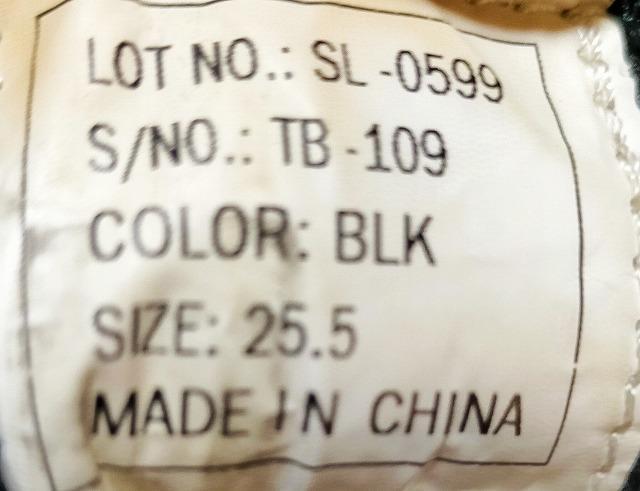 LOT NO.: SL-0599
S/NO.: TB-109
COLOR: BLK
SIZE: 25.5
MADE IN CHINA